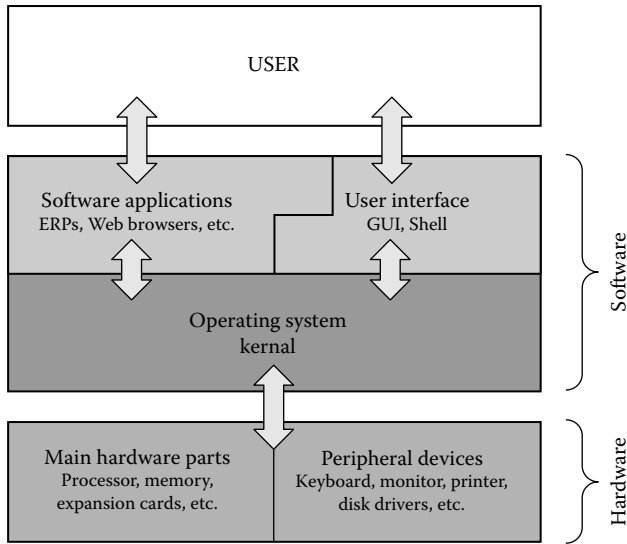 USER
Software applications
ERPs, Web browsers, etc.
User interface
GUI, Shell
Operating system
kernal
Software
Main hardware parts
Processor, memory,
expansion cards, etc.
Peripheral devices
Keyboard, monitor, printer,
disk drivers, etc.
Hardware